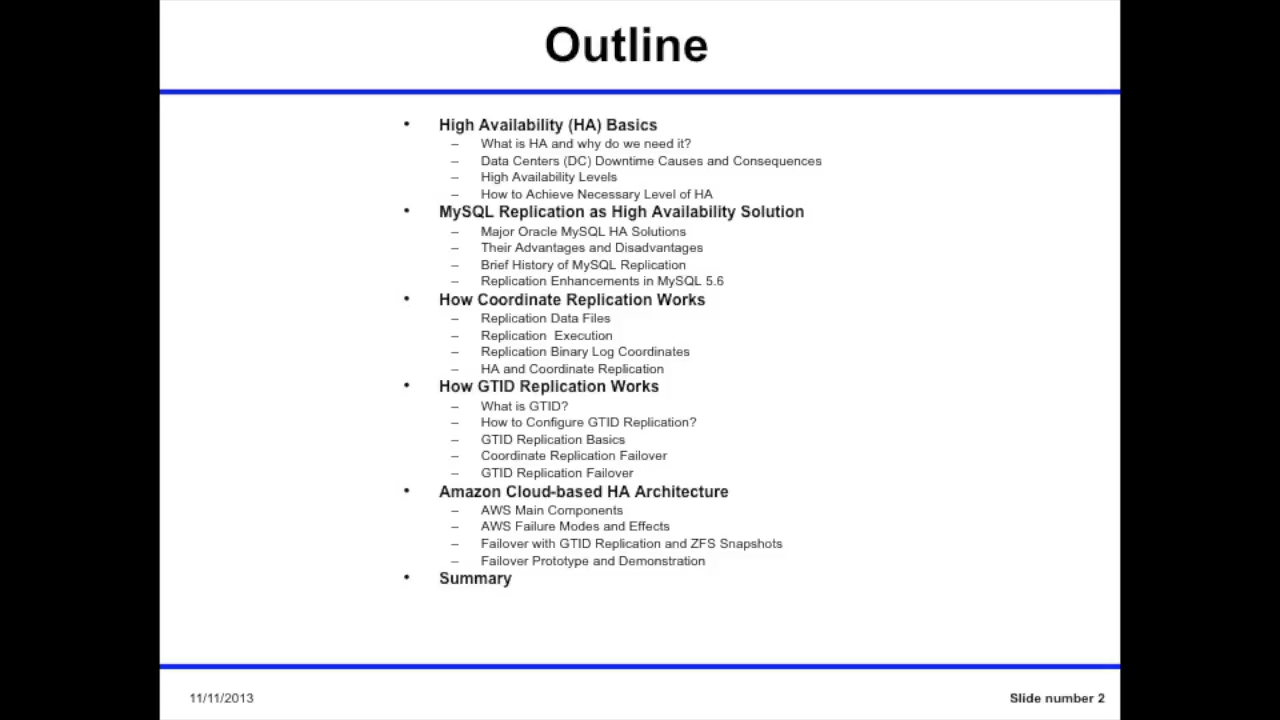 Outline
• High Availability (HA) Basics
– What is HA and why do we need it?
– Data Centers (DC) Downtime Causes and Consequences
– High Availability Levels
– How to Achieve Necessary Level of HA
• MySQL Replication as High Availability Solution
– Major Oracle MySQL HA Solutions
– Their Advantages and Disadvantages
– Brief History of MySQL Replication
– Replication Enhancements in MySQL 5.6
• How Coordinate Replication Works
– Replication Data Files
– Replication  Execution
– Replication Binary Log Coordinates
– HA and Coordinate Replication
• How GTID Replication Works
– What is GTID?
– How to Configure GTID Replication?
– GTID Replication Basics
– Coordinate Replication Failover
– GTID Replication Failover
• Amazon Cloud-based HA Architecture
– AWS Main Components
– AWS Failure Modes and Effects
– Failover with GTID Replication and ZFS Snapshots
– Failover Prototype and Demonstration
• Summary
11/11/2013
Slide number 2